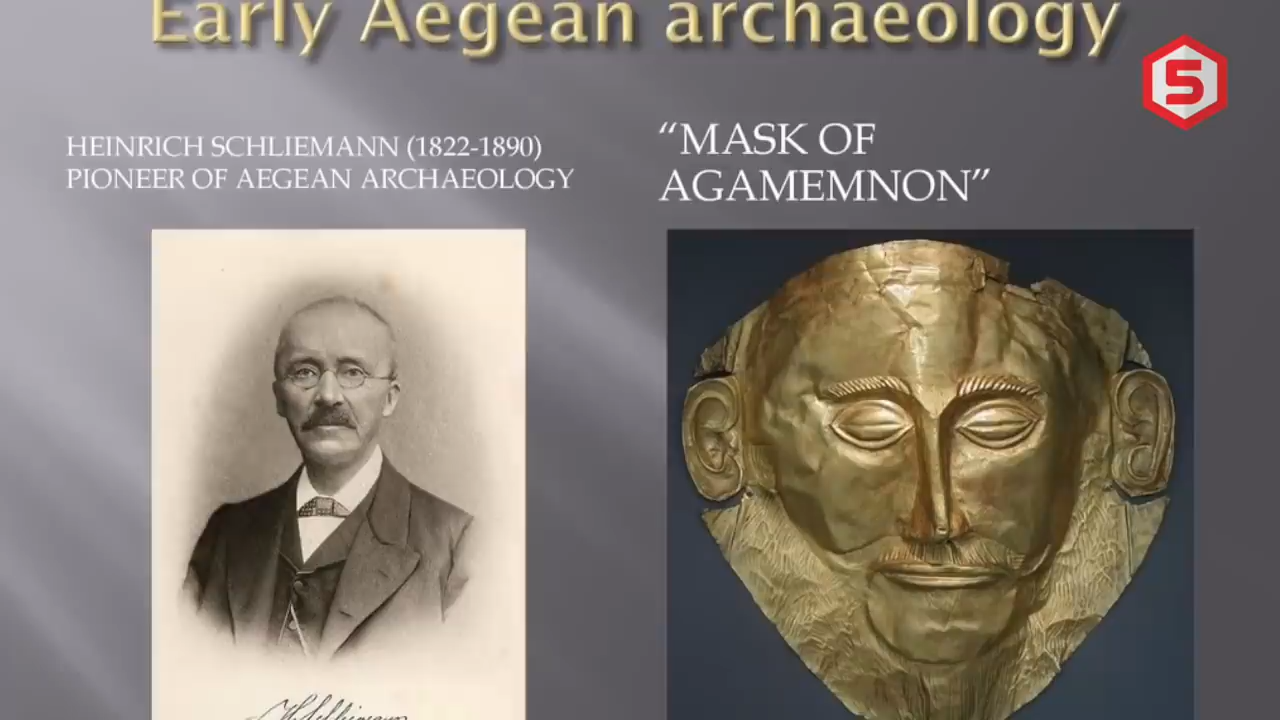 Early Aegean archaeology
5
HEINRICH SCHLIEMANN (1822-1890)
PIONEER OF AEGEAN ARCHAEOLOGY
“MASK OF
AGAMEMNON”